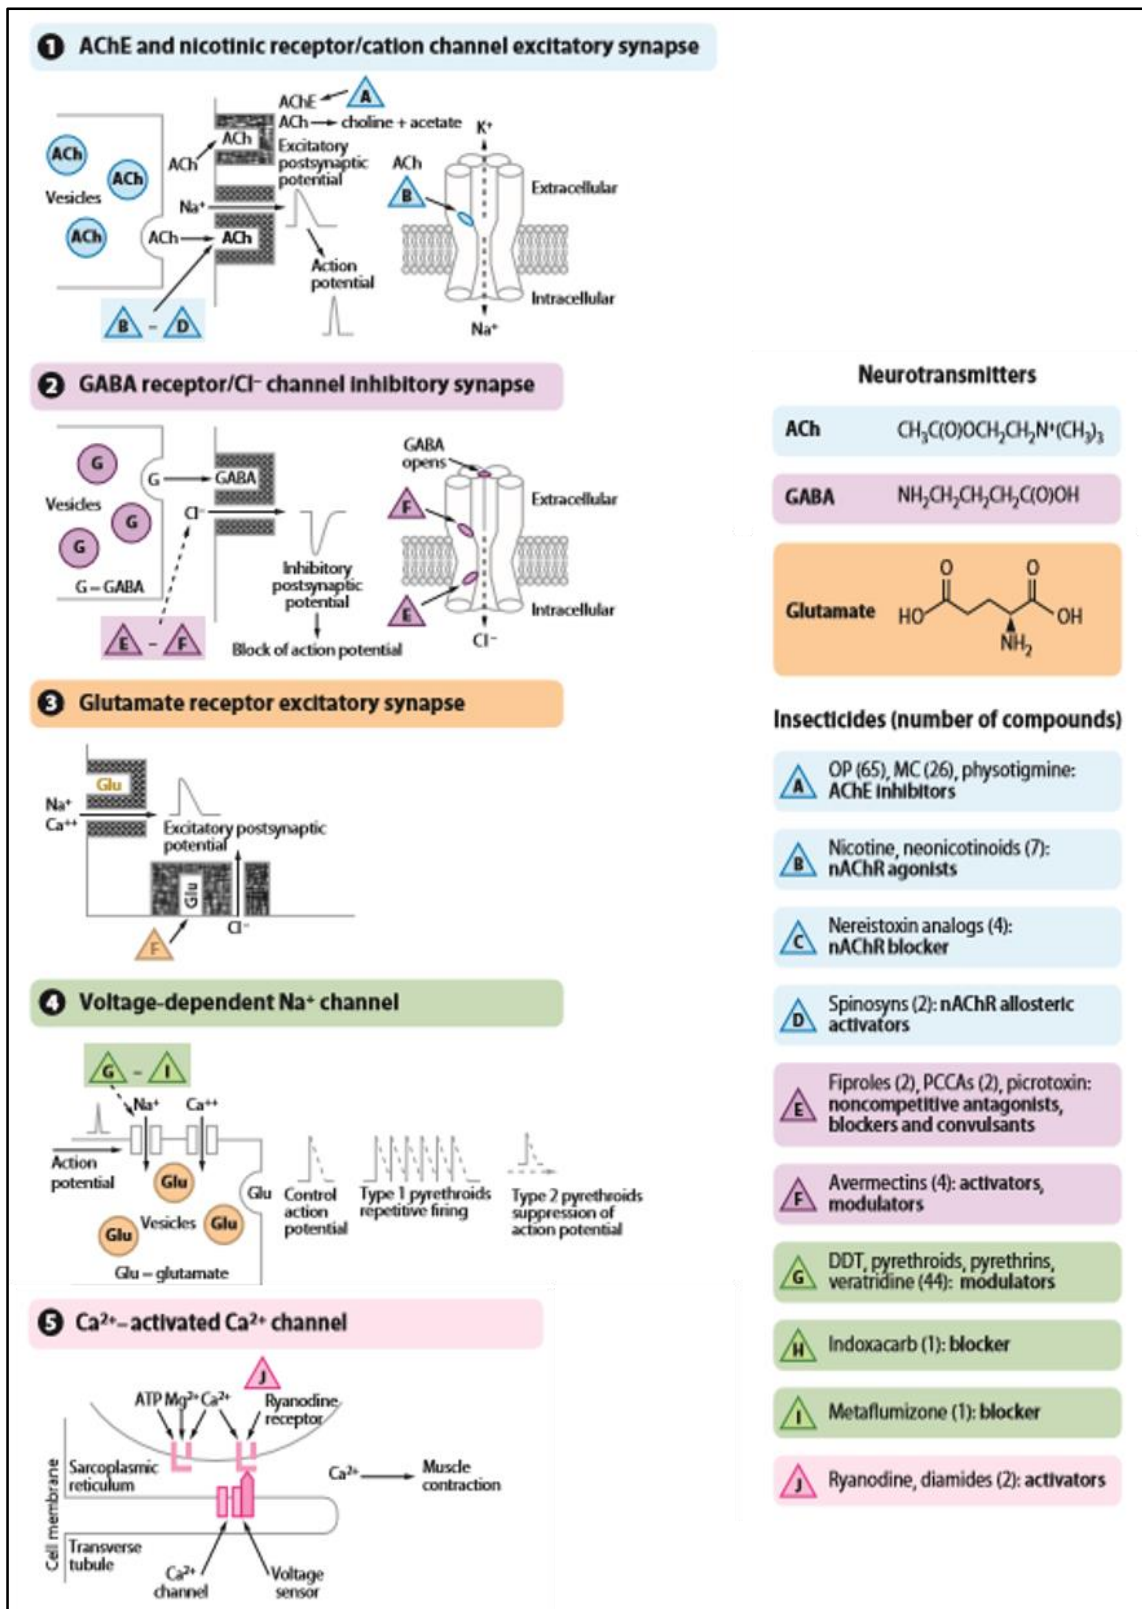 1 AChE and nicotinic receptor/cation channel excitatory synapse
AChE
A
ACh → choline + acetate
ACh
ACh
Excitatory
postsynaptic
potential
ACh
ACh
ACh
Vesicles
ACh
Na⁺
ACh
ACh
Action
potential
B – D
K⁺
ACh
B
Extracellular
Intracellular
Na⁺
2 GABA receptor/Cl⁻ channel inhibitory synapse
G
G
GABA
Vesicles
G
G
Cl⁻
G = GABA
Inhibitory
postsynaptic
potential
E – F
Block of action potential
GABA
opens
F
Extracellular
E
Intracellular
Cl⁻
3 Glutamate receptor excitatory synapse
Glu
Na⁺
Ca⁺⁺
Excitatory postsynaptic
potential
Glu
F
Cl⁻
4 Voltage-dependent Na⁺ channel
G – I
Na⁺
Ca⁺⁺
Action
potential
Glu
Glu
Vesicles
Glu
Glu
Glu = glutamate
Control
action
potential
Type 1 pyrethroids
repetitive firing
Type 2 pyrethroids
suppression of
action potential
5 Ca²⁺–activated Ca²⁺ channel
J
ATP Mg²⁺ Ca²⁺
Ryanodine
receptor
Cell membrane
Sarcoplasmic
reticulum
Ca²⁺
Muscle
contraction
Transverse
tubule
Ca²⁺
channel
Voltage
sensor
Neurotransmitters
ACh CH₃C(O)OCH₂CH₂N⁺(CH₃)₃
GABA NH₂CH₂CH₂CH₂C(O)OH
Glutamate
O
O
HO
OH
NH₂
Insecticides (number of compounds)
A OP (65), MC (26), physotigmine:
AChE inhibitors
B Nicotine, neonicotinoids (7):
nAChR agonists
C Nereistoxin analogs (4):
nAChR blocker
D Spinosyns (2): nAChR allosteric
activators
E Fiproles (2), PCCAs (2), picrotoxin:
noncompetitive antagonists,
blockers and convulsants
F Avermectins (4): activators,
modulators
G DDT, pyrethroids, pyrethrins,
veratridine (44): modulators
H Indoxacarb (1): blocker
I Metaflumizone (1): blocker
J Ryanodine, diamides (2): activators